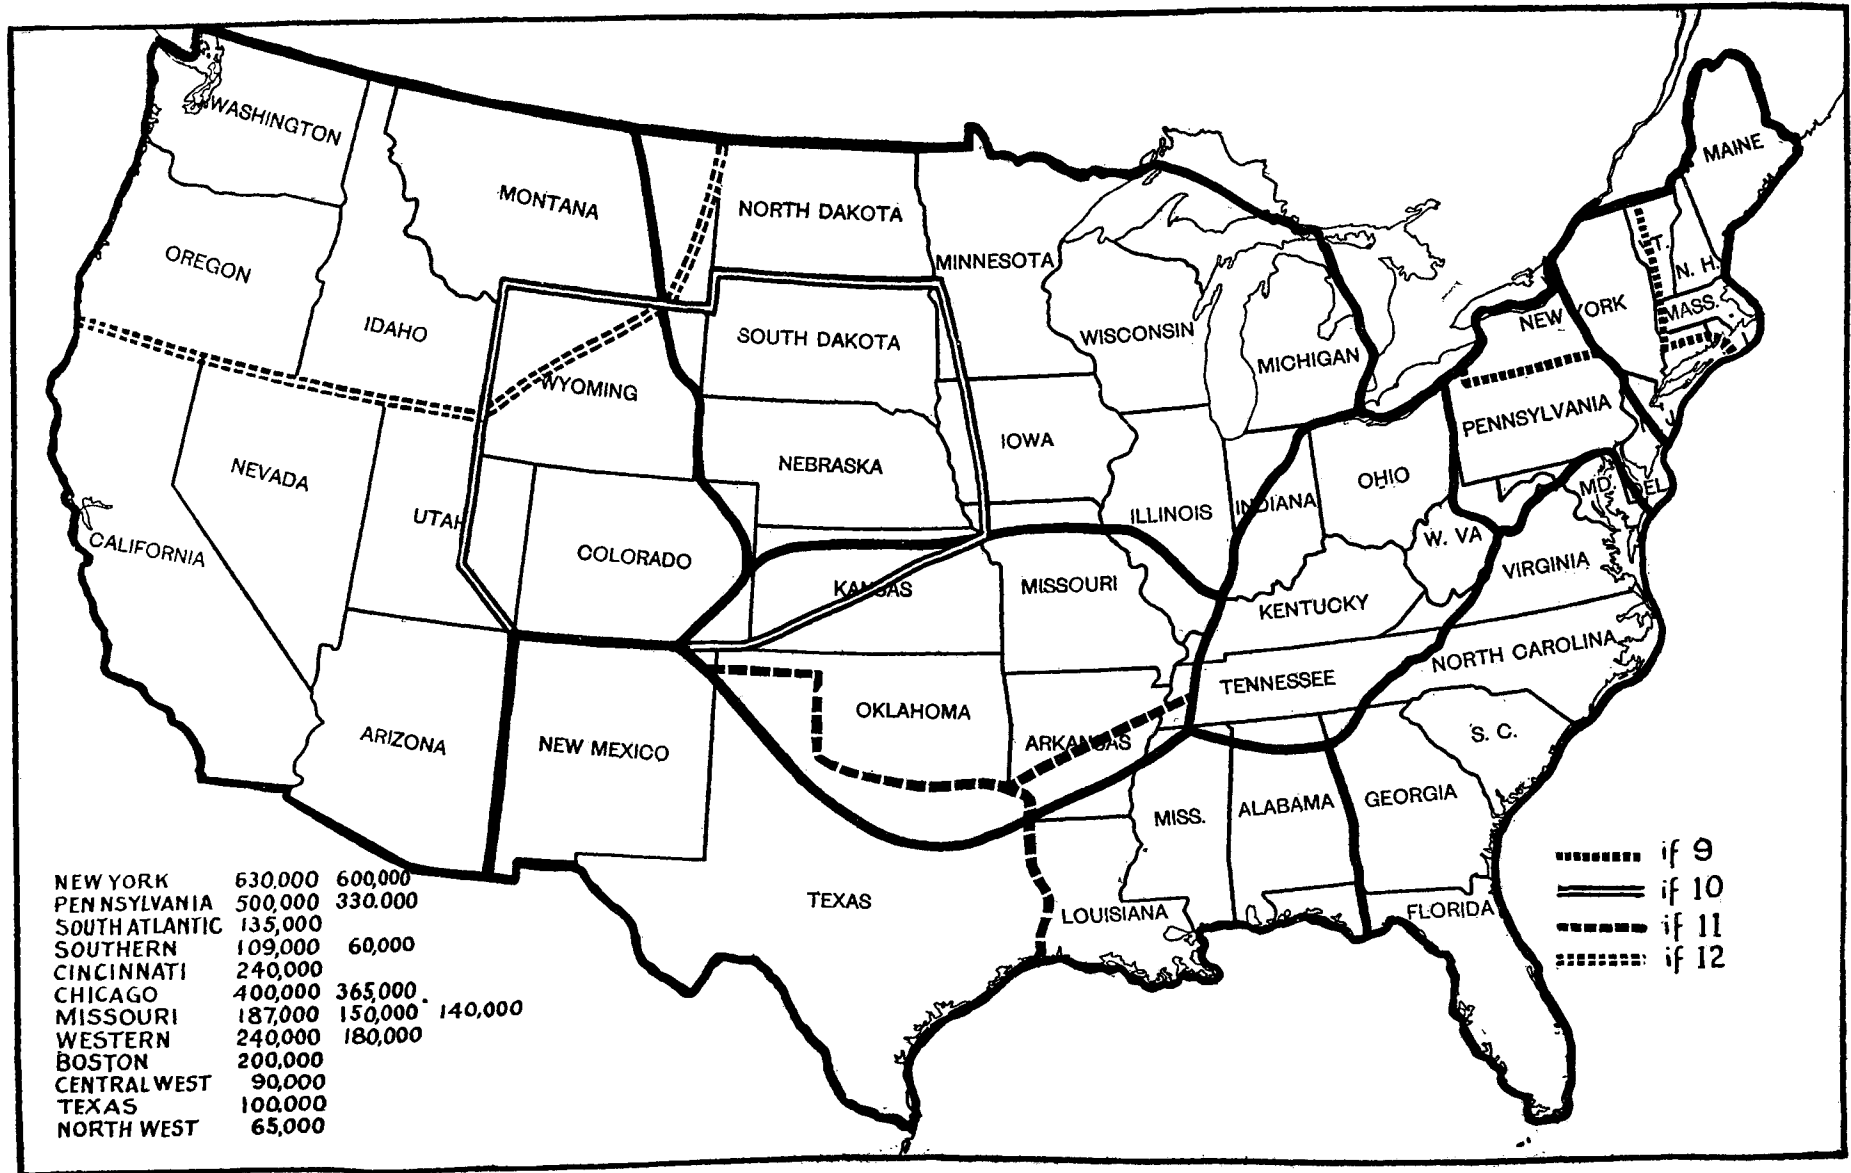 WASHINGTON
MAINE
MONTANA
NORTH DAKOTA
OREGON
MINNESOTA
T.
N. H.
IDAHO
SOUTH DAKOTA
WISCONSIN
MICHIGAN
NEW YORK
MASS.
I.
WYOMING
IOWA
PENNSYLVANIA
J.
NEVADA
NEBRASKA
OHIO
UTAH
ILLINOIS
INDIANA
MD.
DEL
CALIFORNIA
COLORADO
KANSAS
MISSOURI
W. VA
VIRGINIA
KENTUCKY
NORTH CAROLINA
TENNESSEE
ARIZONA
NEW MEXICO
OKLAHOMA
ARKANSAS
S. C.
MISS.
ALABAMA
GEORGIA
TEXAS
LOUISIANA
FLORIDA
NEW YORK 630,000 600,000
PENNSYLVANIA 500,000 330.000
SOUTH ATLANTIC 135,000
SOUTHERN 109,000 60,000
CINCINNATI 240,000
CHICAGO 400,000 365,000
MISSOURI 187,000 150,000 140,000
WESTERN 240,000 180,000
BOSTON 200,000
CENTRAL WEST 90,000
TEXAS 100,000
NORTH WEST 65,000
if 9
if 10
if 11
if 12